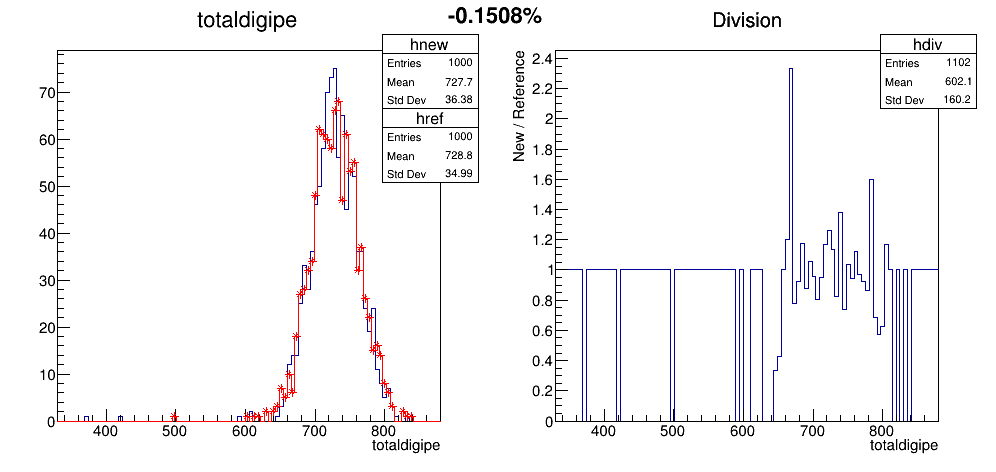 totaldigipe
-0.1508%
Division
hnew
Entries 1000
Mean 727.7
Std Dev 36.38
href
Entries 1000
Mean 728.8
Std Dev 34.99
70
60
50
40
30
20
10
0
400 500 600 700 800
totaldigipe
hdiv
Entries 1102
Mean 602.1
Std Dev 160.2
New / Reference
2.4
2.2
2
1.8
1.6
1.4
1.2
1
0.8
0.6
0.4
0.2
0
400 500 600 700 800
totaldigipe